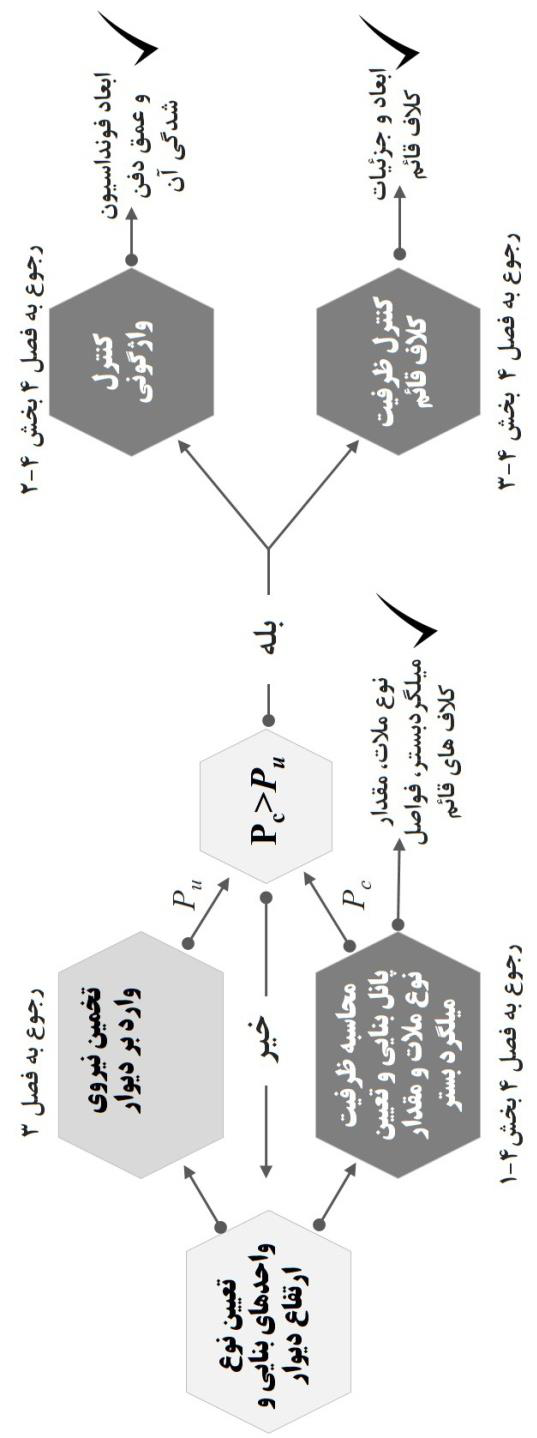 تعیین نوع
واحدهای بنایی و
ارتفاع دیوار
رجوع به فصل ۳
تخمین نیروی
وارد بر دیوار
محاسبه ظرفیت
پانل بنایی و تعیین
نوع ملات و مقدار
میلگرد بستر
رجوع به فصل ۴ بخش ۴-۱
خیر
P_u
P_c
P_c>P_u
نوع ملات، مقدار
میلگردبستر، فواصل
کلاف های قائم
بله
رجوع به فصل ۴ بخش ۴-۲
کنترل
واژگونی
ابعاد فونداسیون
و عمق دفن
شدگی آن
کنترل ظرفیت
کلاف قائم
رجوع به فصل ۴ بخش ۴-۳
ابعاد و جزئیات
کلاف قائم